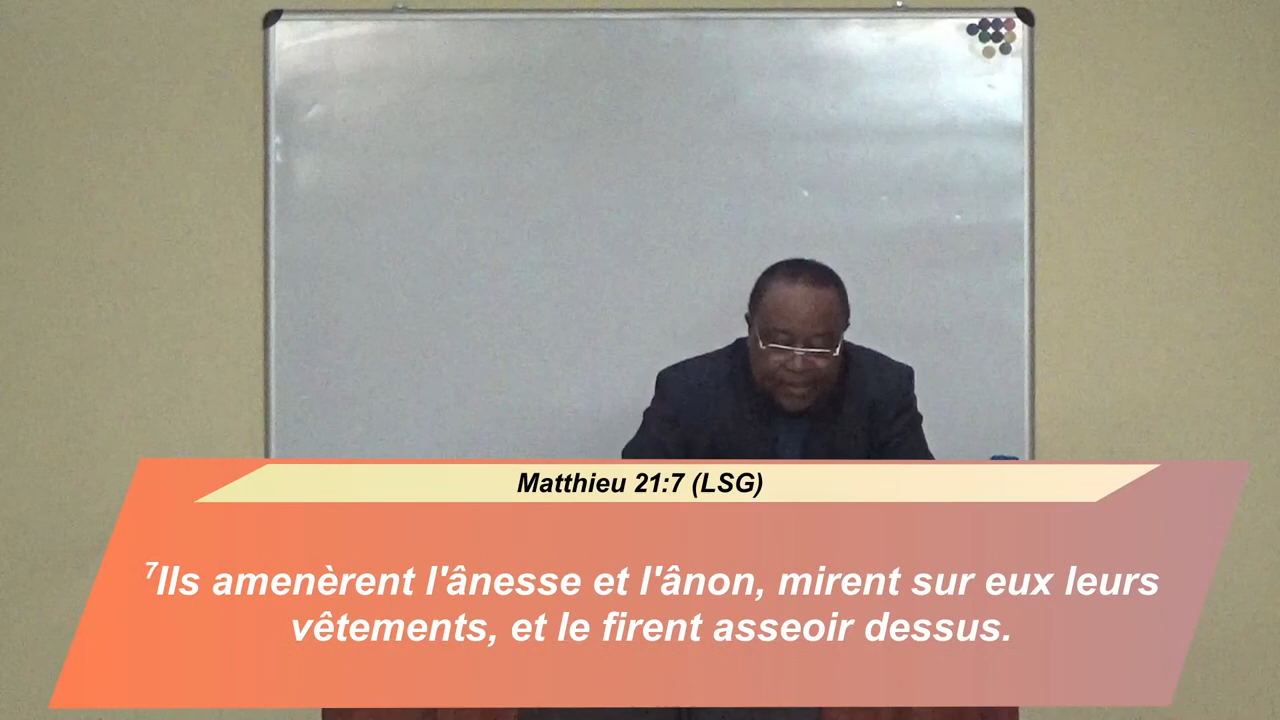 Matthieu 21:7 (LSG)
⁷Ils amenèrent l'ânesse et l'ânon, mirent sur eux leurs
vêtements, et le firent asseoir dessus.